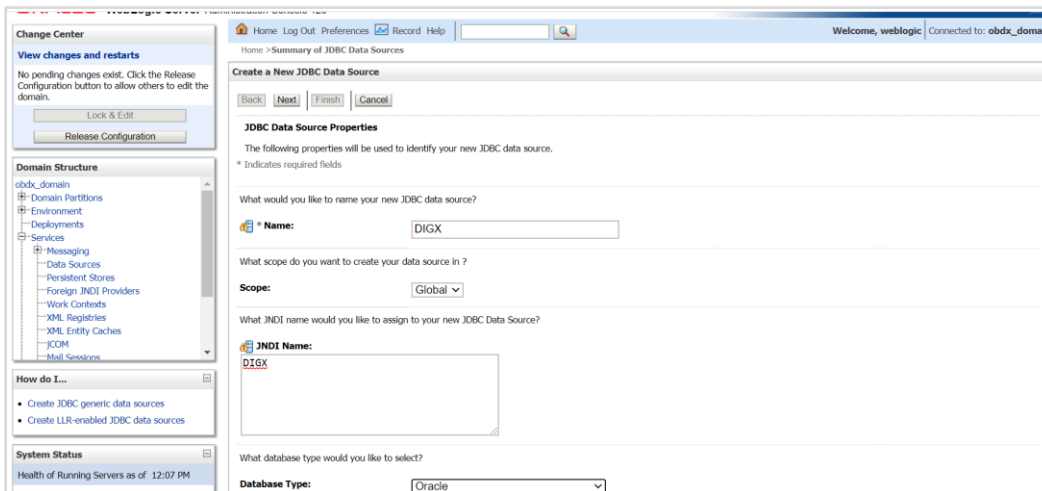 WebLogic Server Administration Console 12c
Change Center
View changes and restarts
No pending changes exist. Click the Release
Configuration button to allow others to edit the
domain.
Lock & Edit
Release Configuration
Domain Structure
obdx_domain
Domain Partitions
Environment
Deployments
Services
Messaging
Data Sources
Persistent Stores
Foreign JNDI Providers
Work Contexts
XML Registries
XML Entity Caches
jCOM
Mail Sessions
How do I...
Create JDBC generic data sources
Create LLR-enabled JDBC data sources
System Status
Health of Running Servers as of 12:07 PM
Home Log Out Preferences Record Help
Welcome, weblogic Connected to: obdx_doma
Home >Summary of JDBC Data Sources
Create a New JDBC Data Source
Back Next Finish Cancel
JDBC Data Source Properties
The following properties will be used to identify your new JDBC data source.
* Indicates required fields
What would you like to name your new JDBC data source?
* Name: DIGX
What scope do you want to create your data source in ?
Scope: Global
What JNDI name would you like to assign to your new JDBC Data Source?
JNDI Name:
DIGX
What database type would you like to select?
Database Type: Oracle